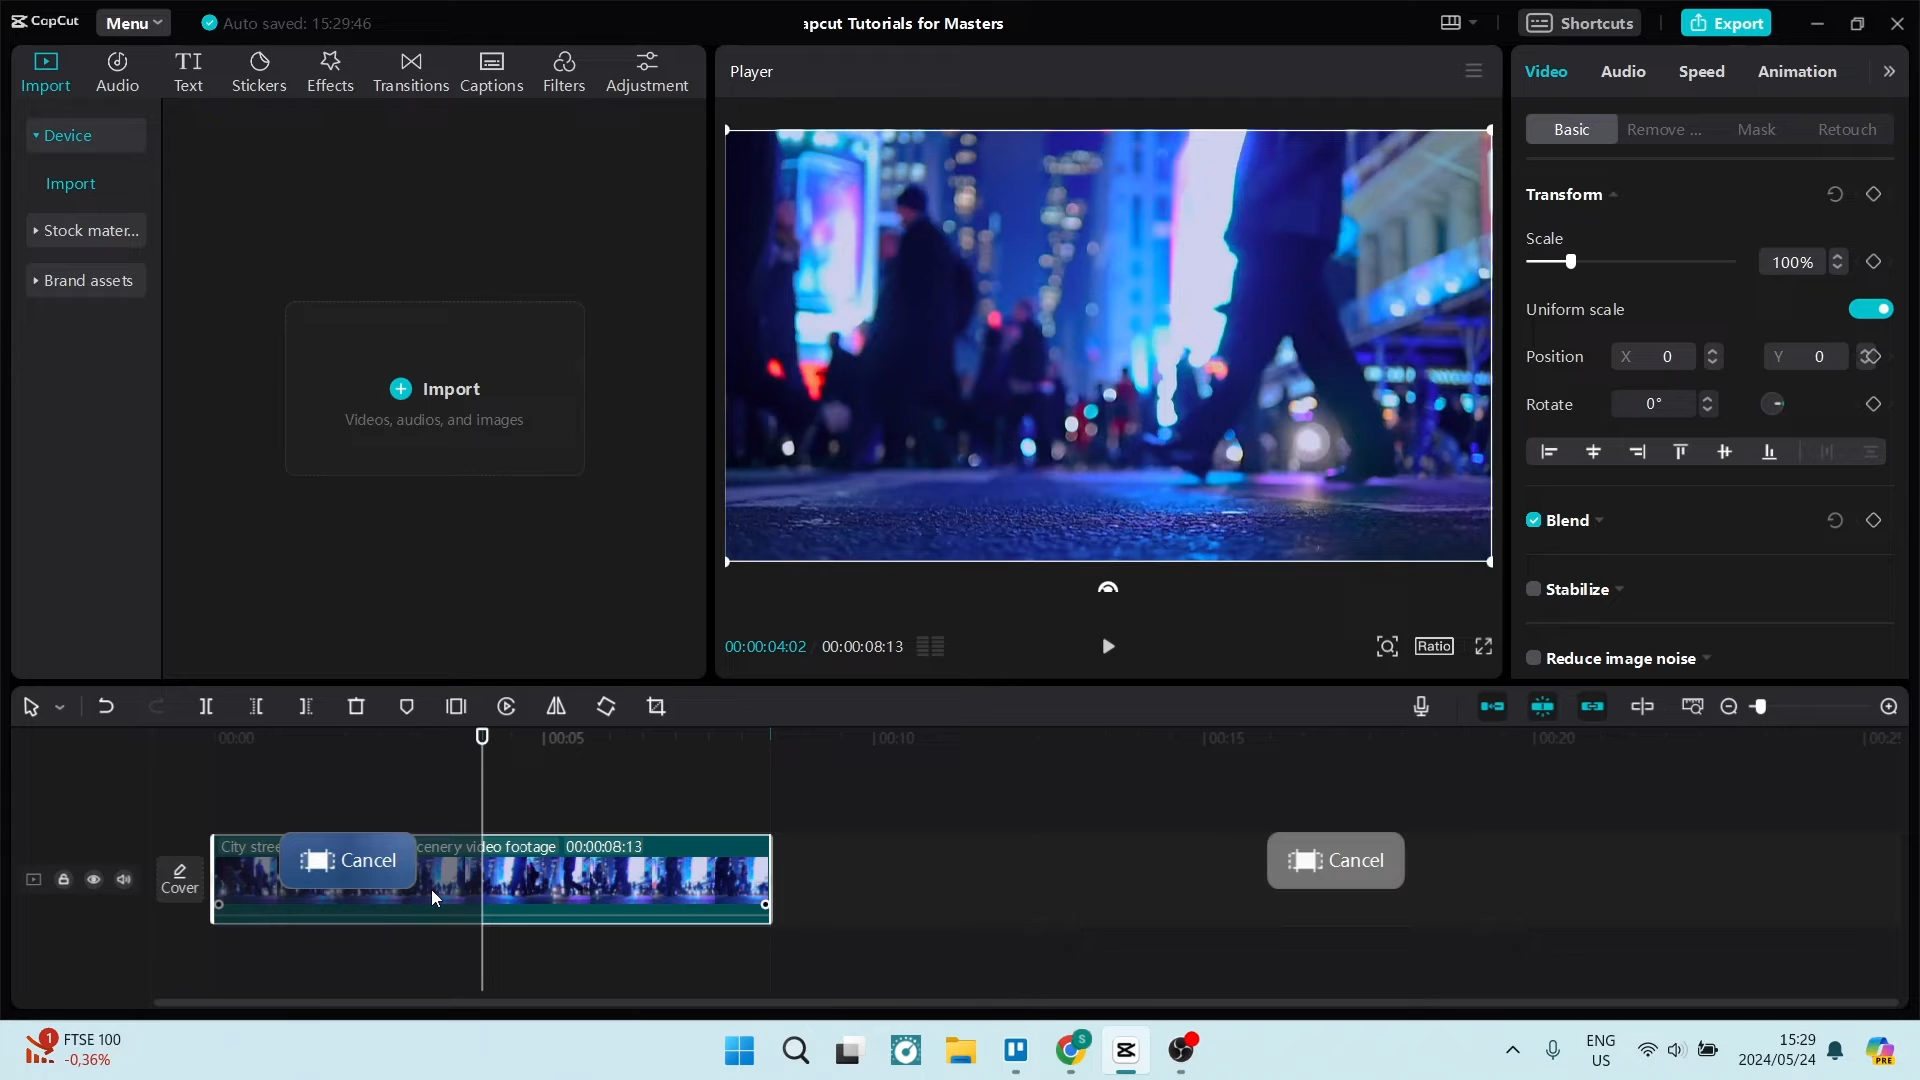 CapCut
Menu
Auto saved: 15:29:46
apcut Tutorials for Masters
Shortcuts
Export
Import
Audio
Text
Stickers
Effects
Transitions
Captions
Filters
Adjustment
Player
Video
Audio
Speed
Animation
Device
Import
Stock mater...
Brand assets
Import
Videos, audios, and images
Basic
Remove ...
Mask
Retouch
Transform
Scale
100%
Uniform scale
Position
X 0
Y 0
Rotate
0°
Blend
Stabilize
Reduce image noise
00:00:04:02
00:00:08:13
Ratio
00:00
00:05
00:10
00:15
00:20
00:25
City stree
Cancel
cenery video footage 00:00:08:13
Cancel
Cover
1
FTSE 100
-0,36%
S
ENG
US
15:29
2024/05/24
PRE